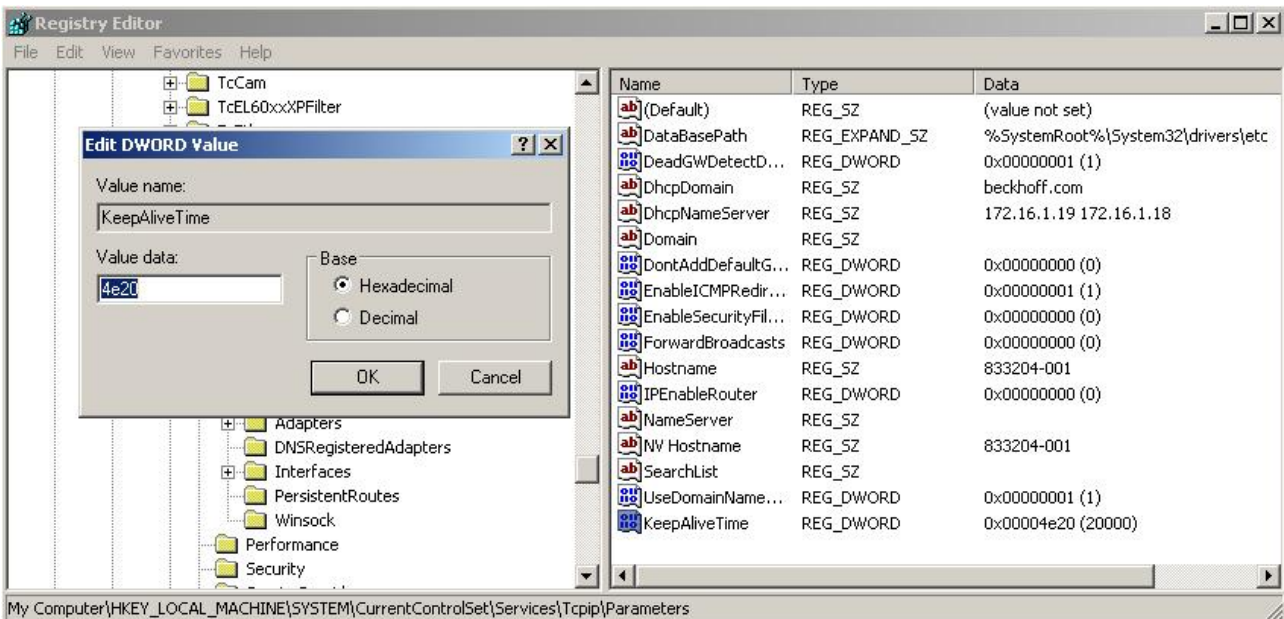 Registry Editor
File Edit View Favorites Help
TcCam
TcEL60xxXPFilter
Edit DWORD Value
Value name:
KeepAliveTime
Value data:
4e20
Base
Hexadecimal
Decimal
OK Cancel
Adapters
DNSRegisteredAdapters
Interfaces
PersistentRoutes
Winsock
Performance
Security
Name Type Data
(Default) REG_SZ (value not set)
DataBasePath REG_EXPAND_SZ %SystemRoot%\System32\drivers\etc
DeadGWDetectD... REG_DWORD 0x00000001 (1)
DhcpDomain REG_SZ beckhoff.com
DhcpNameServer REG_SZ 172.16.1.19 172.16.1.18
Domain REG_SZ
DontAddDefaultG... REG_DWORD 0x00000000 (0)
EnableICMPRedir... REG_DWORD 0x00000001 (1)
EnableSecurityFil... REG_DWORD 0x00000000 (0)
ForwardBroadcasts REG_DWORD 0x00000000 (0)
Hostname REG_SZ 833204-001
IPEnableRouter REG_DWORD 0x00000000 (0)
NameServer REG_SZ
NV Hostname REG_SZ 833204-001
SearchList REG_SZ
UseDomainName... REG_DWORD 0x00000001 (1)
KeepAliveTime REG_DWORD 0x00004e20 (20000)
My Computer\HKEY_LOCAL_MACHINE\SYSTEM\CurrentControlSet\Services\Tcpip\Parameters